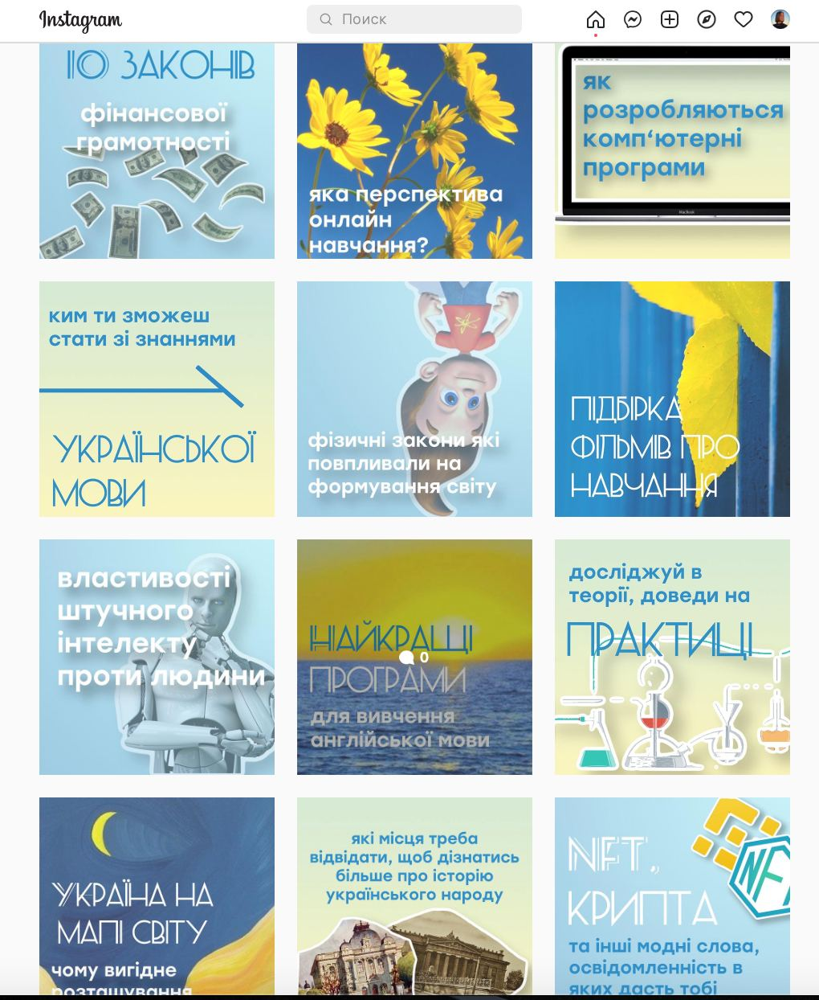 Instagram
Поиск
10 ЗАКОНІВ
фінансової
грамотності
яка перспектива
онлайн
навчання?
як
розробляються
комп‘ютерні
програми
MacBook
ким ти зможеш
стати зі знаннями
УКРАЇНСЬКОЇ
МОВИ
фізичні закони які
повпливали на
формування світу
ПІДБІРКА
ФІЛЬМІВ ПРО
НАВЧАННЯ
властивості
штучного
інтелекту
проти людини
НАЙКРАЩІ
0
ПРОГРАМИ
для вивчення
англійської мови
досліджуй в
теорії, доведи на
ПРАКТИЦІ
УКРАЇНА НА
МАПІ СВІТУ
чому вигідне
розташування
які місця треба
відвідати, щоб дізнатись
більше про історію
українського народу
NFT,
КРИПТА
та інші модні слова,
освідомленність в
яких дасть тобі
NFT